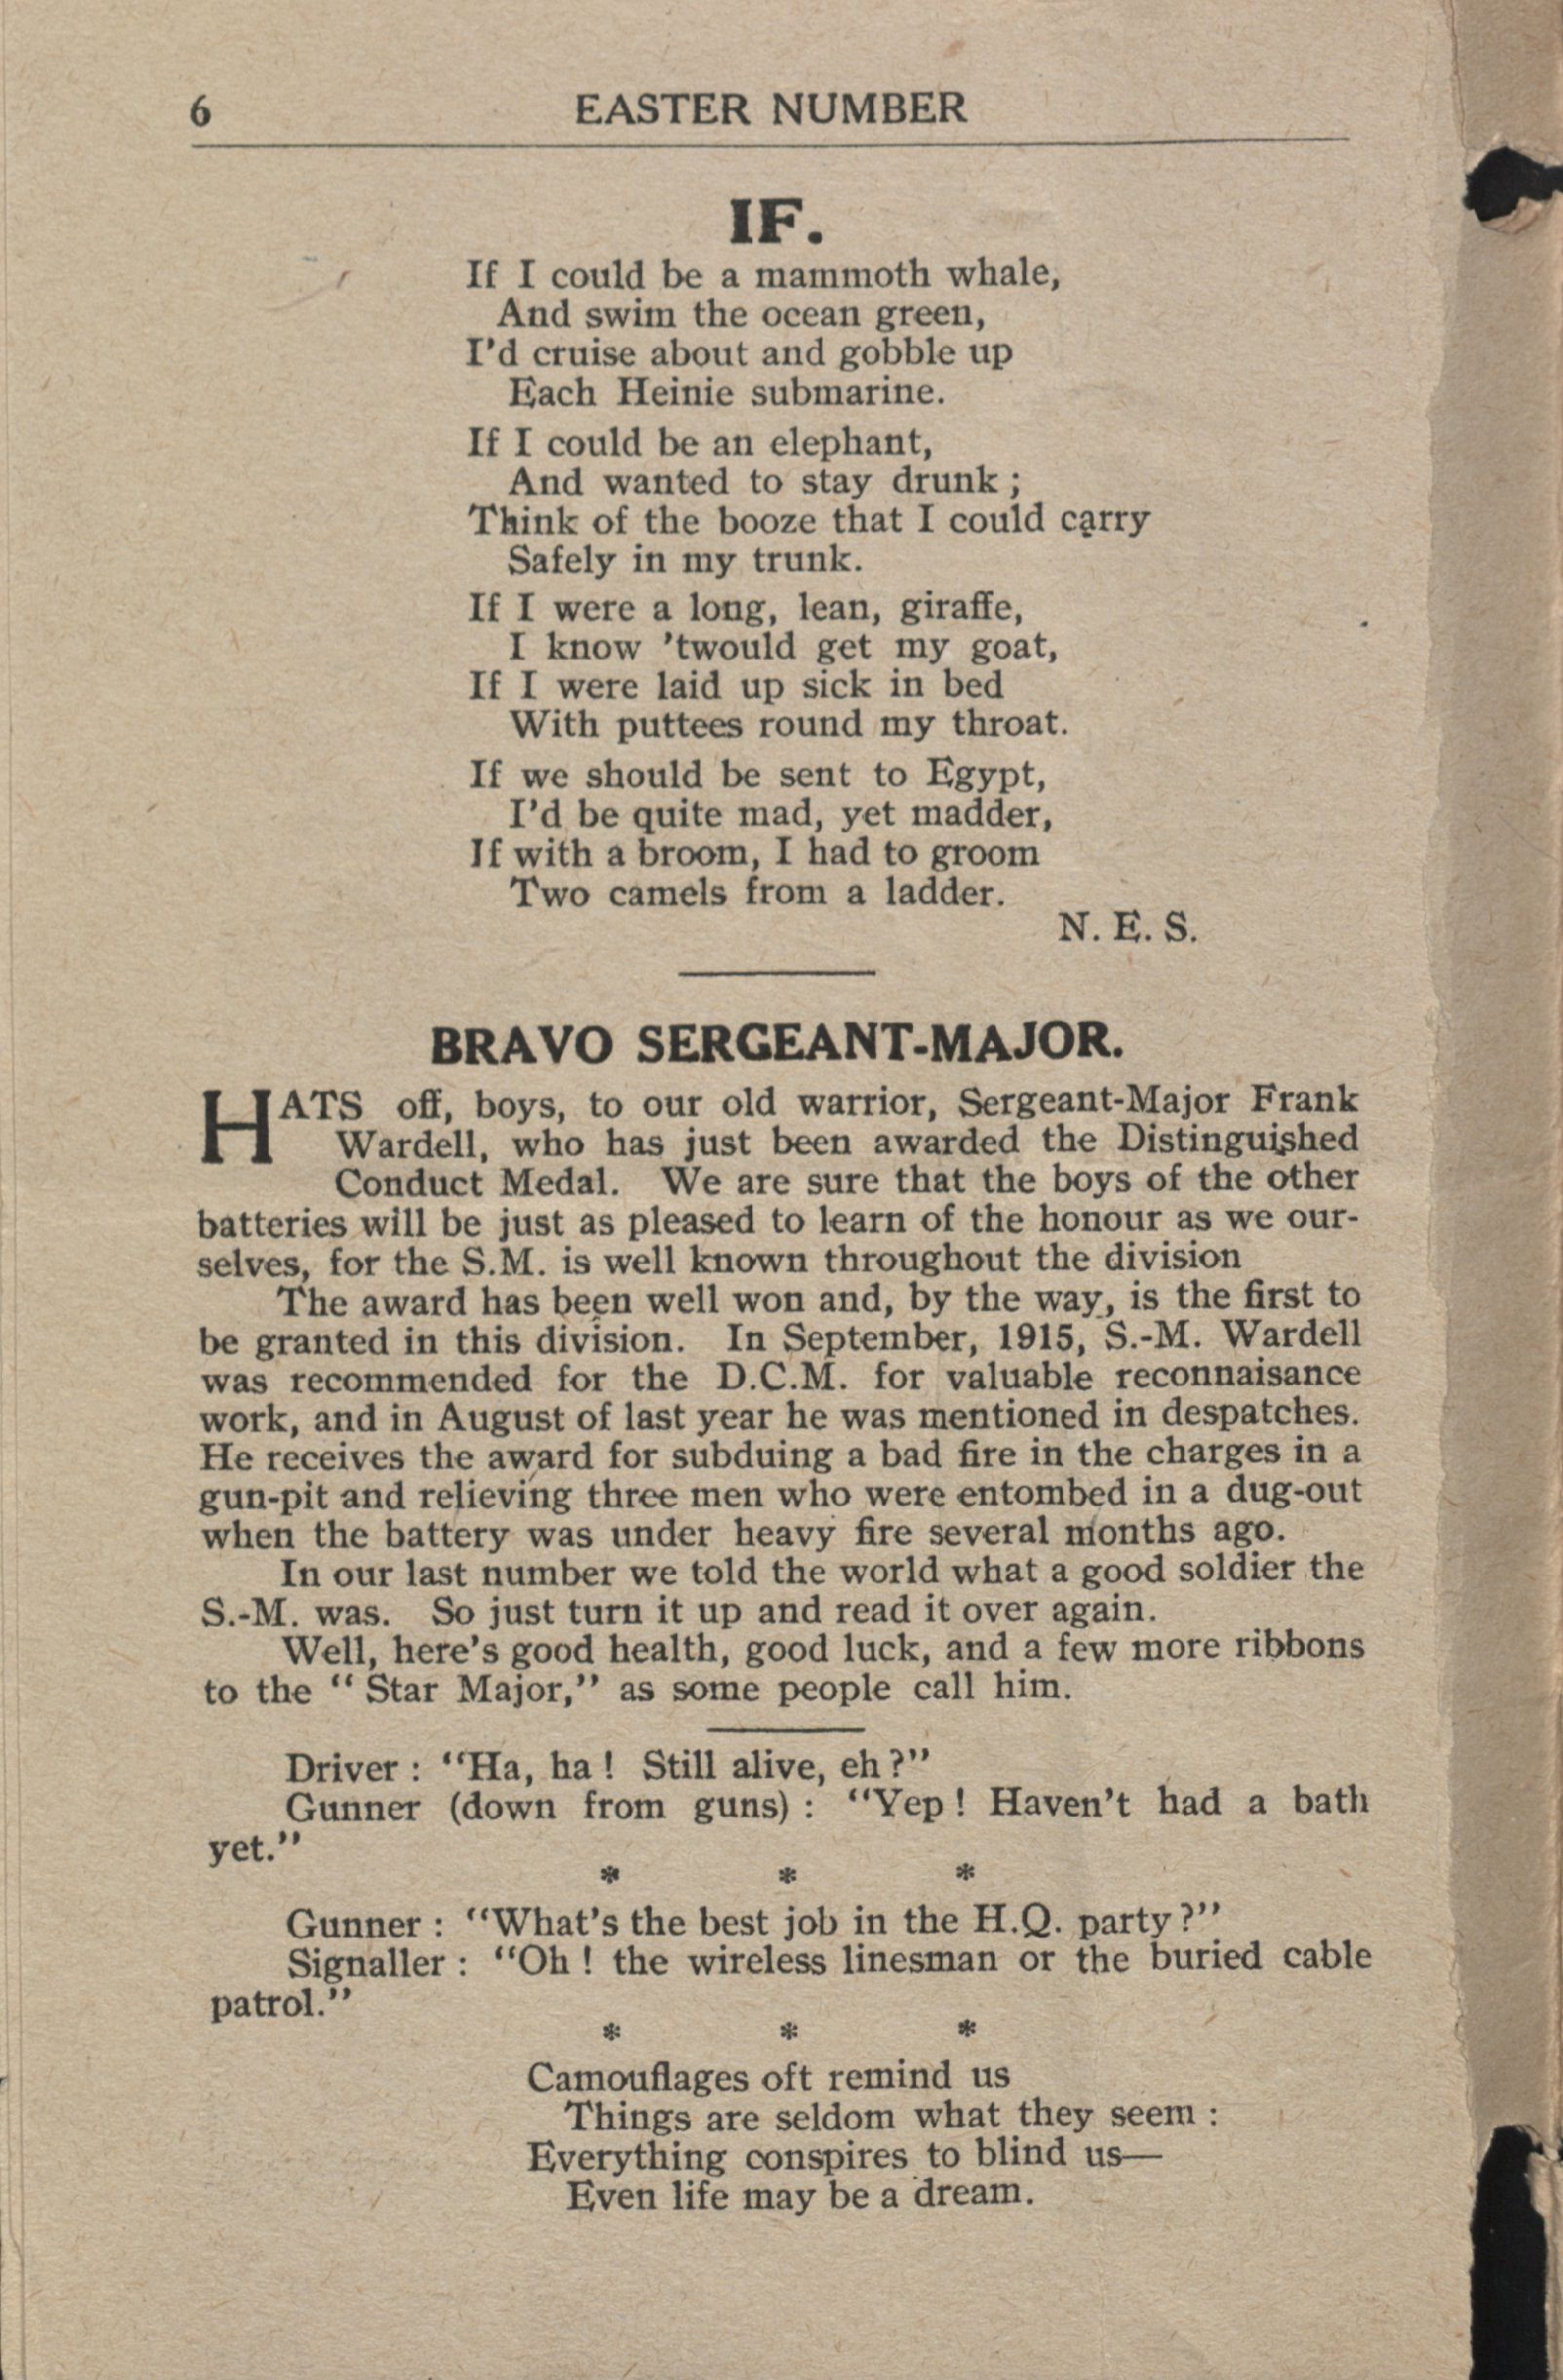 6 EASTER NUMBER
IF.
If I could be a mammoth whale,
And swim the ocean green,
I'd cruise about and gobble up
Each Heinie submarine.
If I could be an elephant,
And wanted to stay drunk ;
Think of the booze that I could carry
Safely in my trunk.
If I were a long, lean, giraffe,
I know 'twould get my goat,
If I were laid up sick in bed
With puttees round my throat.
If we should be sent to Egypt,
I'd be quite mad, yet madder,
If with a broom, I had to groom
Two camels from a ladder.
N. E. S.
BRAVO SERGEANT-MAJOR.
HATS off, boys, to our old warrior, Sergeant-Major Frank
Wardell, who has just been awarded the Distinguished
Conduct Medal. We are sure that the boys of the other
batteries will be just as pleased to learn of the honour as we our-
selves, for the S.M. is well known throughout the division
The award has been well won and, by the way, is the first to
be granted in this division. In September, 1915, S.-M. Wardell
was recommended for the D.C.M. for valuable reconnaisance
work, and in August of last year he was mentioned in despatches.
He receives the award for subduing a bad fire in the charges in a
gun-pit and relieving three men who were entombed in a dug-out
when the battery was under heavy fire several months ago.
In our last number we told the world what a good soldier the
S.-M. was. So just turn it up and read it over again.
Well, here's good health, good luck, and a few more ribbons
to the "Star Major," as some people call him.
Driver : "Ha, ha ! Still alive, eh ?"
Gunner (down from guns) : "Yep ! Haven't had a bath
yet."
* * *
Gunner : "What's the best job in the H.Q. party ?"
Signaller : "Oh ! the wireless linesman or the buried cable
patrol."
* * *
Camouflages oft remind us
Things are seldom what they seem :
Everything conspires to blind us—
Even life may be a dream.